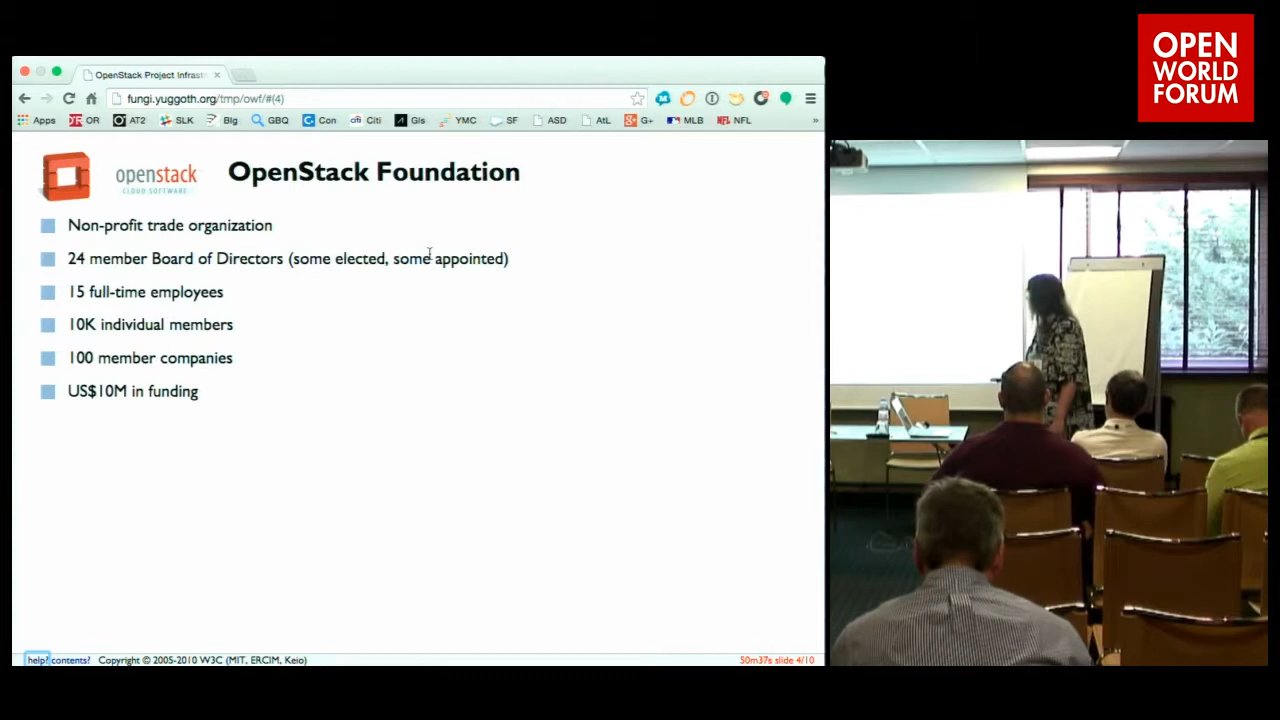 OPEN
WORLD
FORUM
OpenStack Project Infrastr
fungi.yuggoth.org/tmp/owf/#(4)
Apps OR AT2 SLK Big GBQ Con Citi GIs YMC SF ASD AtL G+ MLB NFL »
openstack
CLOUD SOFTWARE
OpenStack Foundation
Non-profit trade organization
24 member Board of Directors (some elected, some appointed)
15 full-time employees
10K individual members
100 member companies
US$10M in funding
help? contents? Copyright © 2005-2010 W3C (MIT, ERCIM, Keio)
50m37s slide 4/10